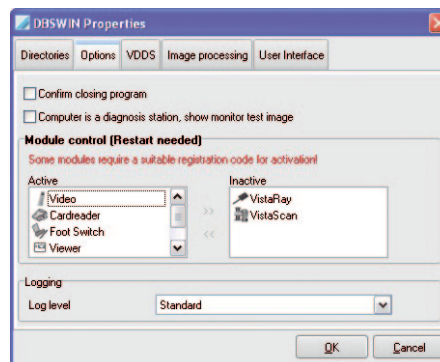 DBSWIN Properties
Directories Options VDDS Image processing User Interface
Confirm closing program
Computer is a diagnosis station, show monitor test image
Module control (Restart needed)
Some modules require a suitable registration code for activation!
Active Inactive
Video VistaRay
Cardreader >> VistaScan
Foot Switch <<
Viewer
Logging
Log level Standard
OK Cancel